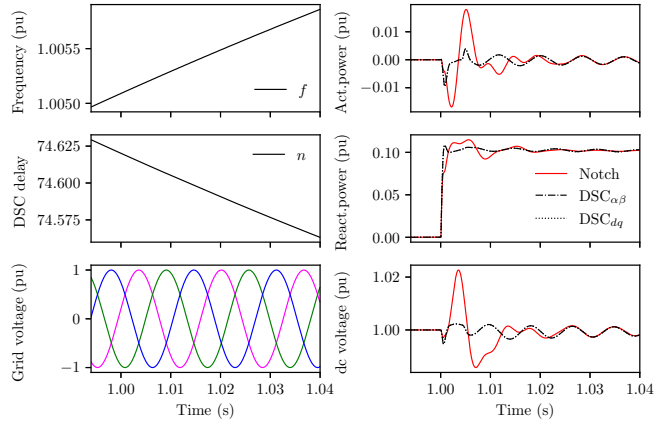 Frequency (pu)
1.0055
1.0050
f
Act.power (pu)
0.01
0.00
−0.01
DSC delay
74.625
74.600
74.575
n
React.power (pu)
0.10
0.05
0.00
Notch
DSCαβ
DSCdq
Grid voltage (pu)
1
0
−1
1.00 1.01 1.02 1.03 1.04
Time (s)
dc voltage (pu)
1.02
1.00
1.00 1.01 1.02 1.03 1.04
Time (s)